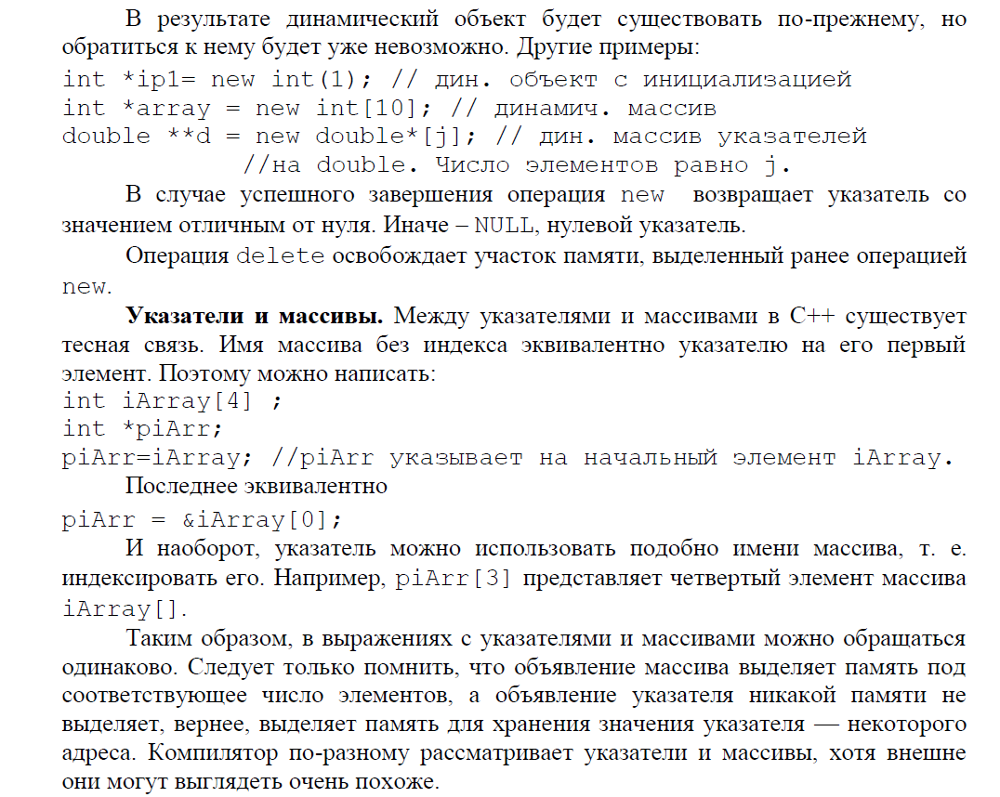 В результате динамический объект будет существовать по-прежнему, но
обратиться к нему будет уже невозможно. Другие примеры:
int *ip1= new int(1); // дин. объект с инициализацией
int *array = new int[10]; // динамич. массив
double **d = new double*[j]; // дин. массив указателей
//на double. Число элементов равно j.
В случае успешного завершения операция new возвращает указатель со
значением отличным от нуля. Иначе – NULL, нулевой указатель.
Операция delete освобождает участок памяти, выделенный ранее операцией
new.
Указатели и массивы. Между указателями и массивами в C++ существует
тесная связь. Имя массива без индекса эквивалентно указателю на его первый
элемент. Поэтому можно написать:
int iArray[4] ;
int *piArr;
piArr=iArray; //piArr указывает на начальный элемент iArray.
Последнее эквивалентно
piArr = &iArray[0];
И наоборот, указатель можно использовать подобно имени массива, т. е.
индексировать его. Например, piArr[3] представляет четвертый элемент массива
iArray[].
Таким образом, в выражениях с указателями и массивами можно обращаться
одинаково. Следует только помнить, что объявление массива выделяет память под
соответствующее число элементов, а объявление указателя никакой памяти не
выделяет, вернее, выделяет память для хранения значения указателя — некоторого
адреса. Компилятор по-разному рассматривает указатели и массивы, хотя внешне
они могут выглядеть очень похоже.